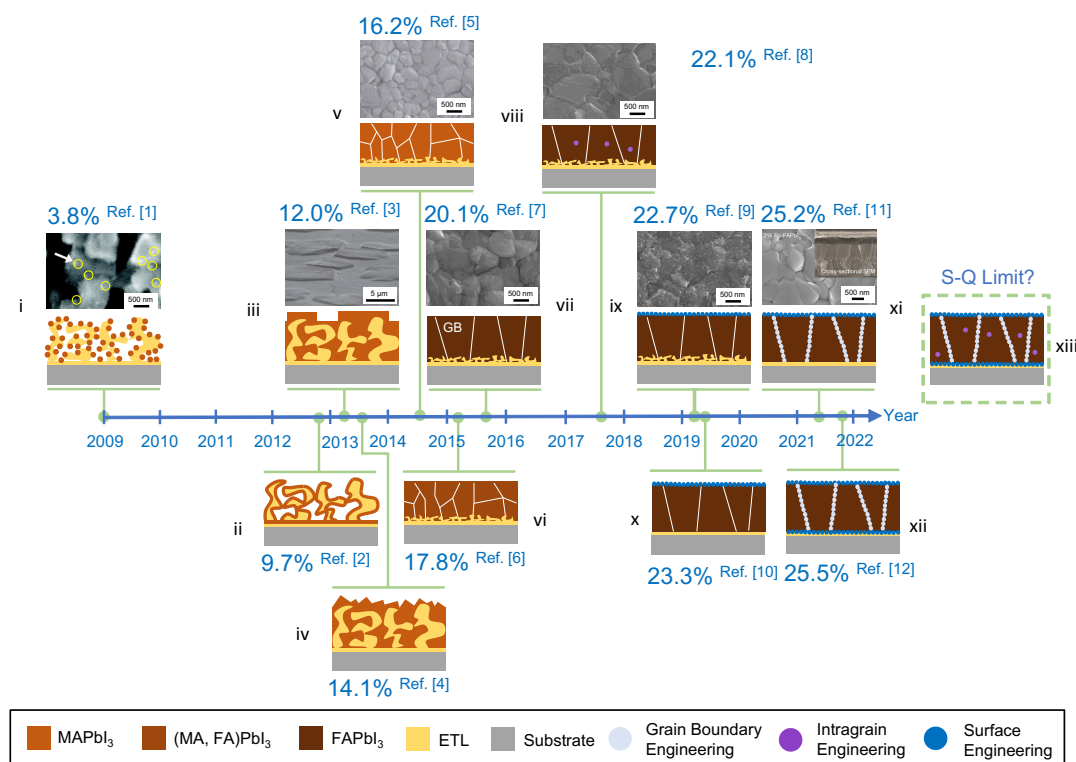 16.2% Ref. [5]
22.1% Ref. [8]
500 nm
500 nm
v
viii
3.8% Ref. [1]
12.0% Ref. [3]
20.1% Ref. [7]
22.7% Ref. [9]
25.2% Ref. [11]
Cross-sectional SEM
500 nm
5 µm
500 nm
500 nm
500 nm
S-Q Limit?
i
iii
vii
ix
xi
xiii
GB
Year
2009
2010
2011
2012
2013
2014
2015
2016
2017
2018
2019
2020
2021
2022
ii
vi
x
xii
9.7% Ref. [2]
17.8% Ref. [6]
23.3% Ref. [10]
25.5% Ref. [12]
iv
14.1% Ref. [4]
MAPbI₃
(MA, FA)PbI₃
FAPbI₃
ETL
Substrate
Grain Boundary
Engineering
Intragrain
Engineering
Surface
Engineering